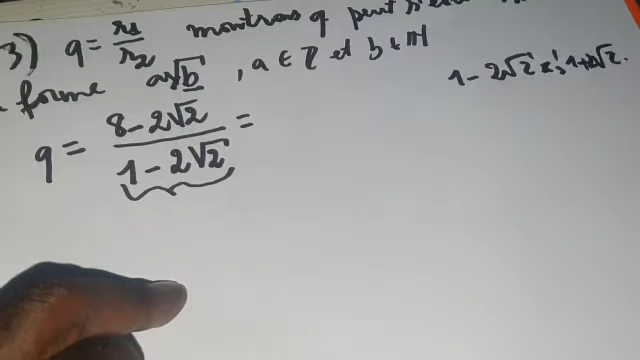 3) q = r₁/r₂ montrons q peut
forme a√b , a ∈ ℤ et b ∈ ℕ
1 - 2√2 ; 1+2√2.
q = (8 - 2√2)/(1 - 2√2) =